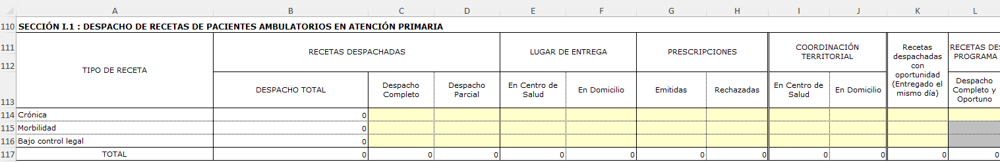 A B C D E F G H I J K L
110 SECCIÓN I.1 : DESPACHO DE RECETAS DE PACIENTES AMBULATORIOS EN ATENCIÓN PRIMARIA
111
112
113
TIPO DE RECETA
RECETAS DESPACHADAS
LUGAR DE ENTREGA
PRESCRIPCIONES
COORDINACIÓN
TERRITORIAL
Recetas
despachadas
con
oportunidad
(Entregado el
mismo día)
RECETAS DES
PROGRAMA
DESPACHO TOTAL
Despacho
Completo
Despacho
Parcial
En Centro de
Salud
En Domicilio
Emitidas
Rechazadas
En Centro de
Salud
En Domicilio
Despacho
Completo y
Oportuno
114 Crónica 0
115 Morbilidad 0
116 Bajo control legal 0
117 TOTAL 0 0 0 0 0 0 0 0 0 0 0